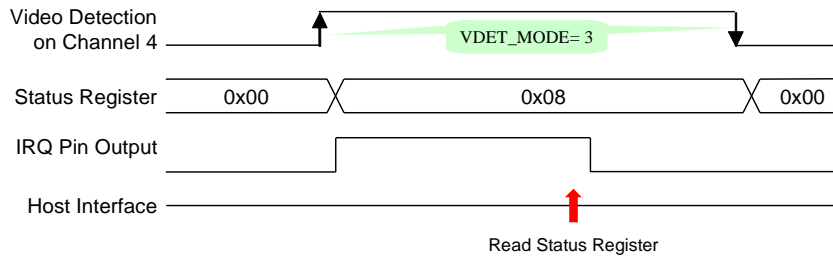 Video Detection
on Channel 4
VDET_MODE= 3
Status Register
0x00
0x08
0x00
IRQ Pin Output
Host Interface
Read Status Register